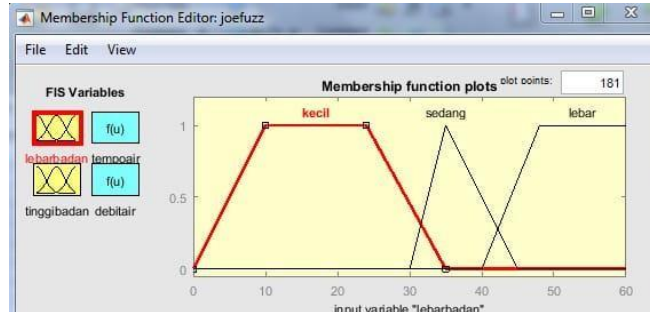 Membership Function Editor: joefuzz
File Edit View
FIS Variables
Membership function plots plot points: 181
f(u)
lebarbadan tempoair
f(u)
tinggibadan debitair
kecil sedang lebar
1
0.5
0
0 10 20 30 40 50 60
input variable "lebarbadan"